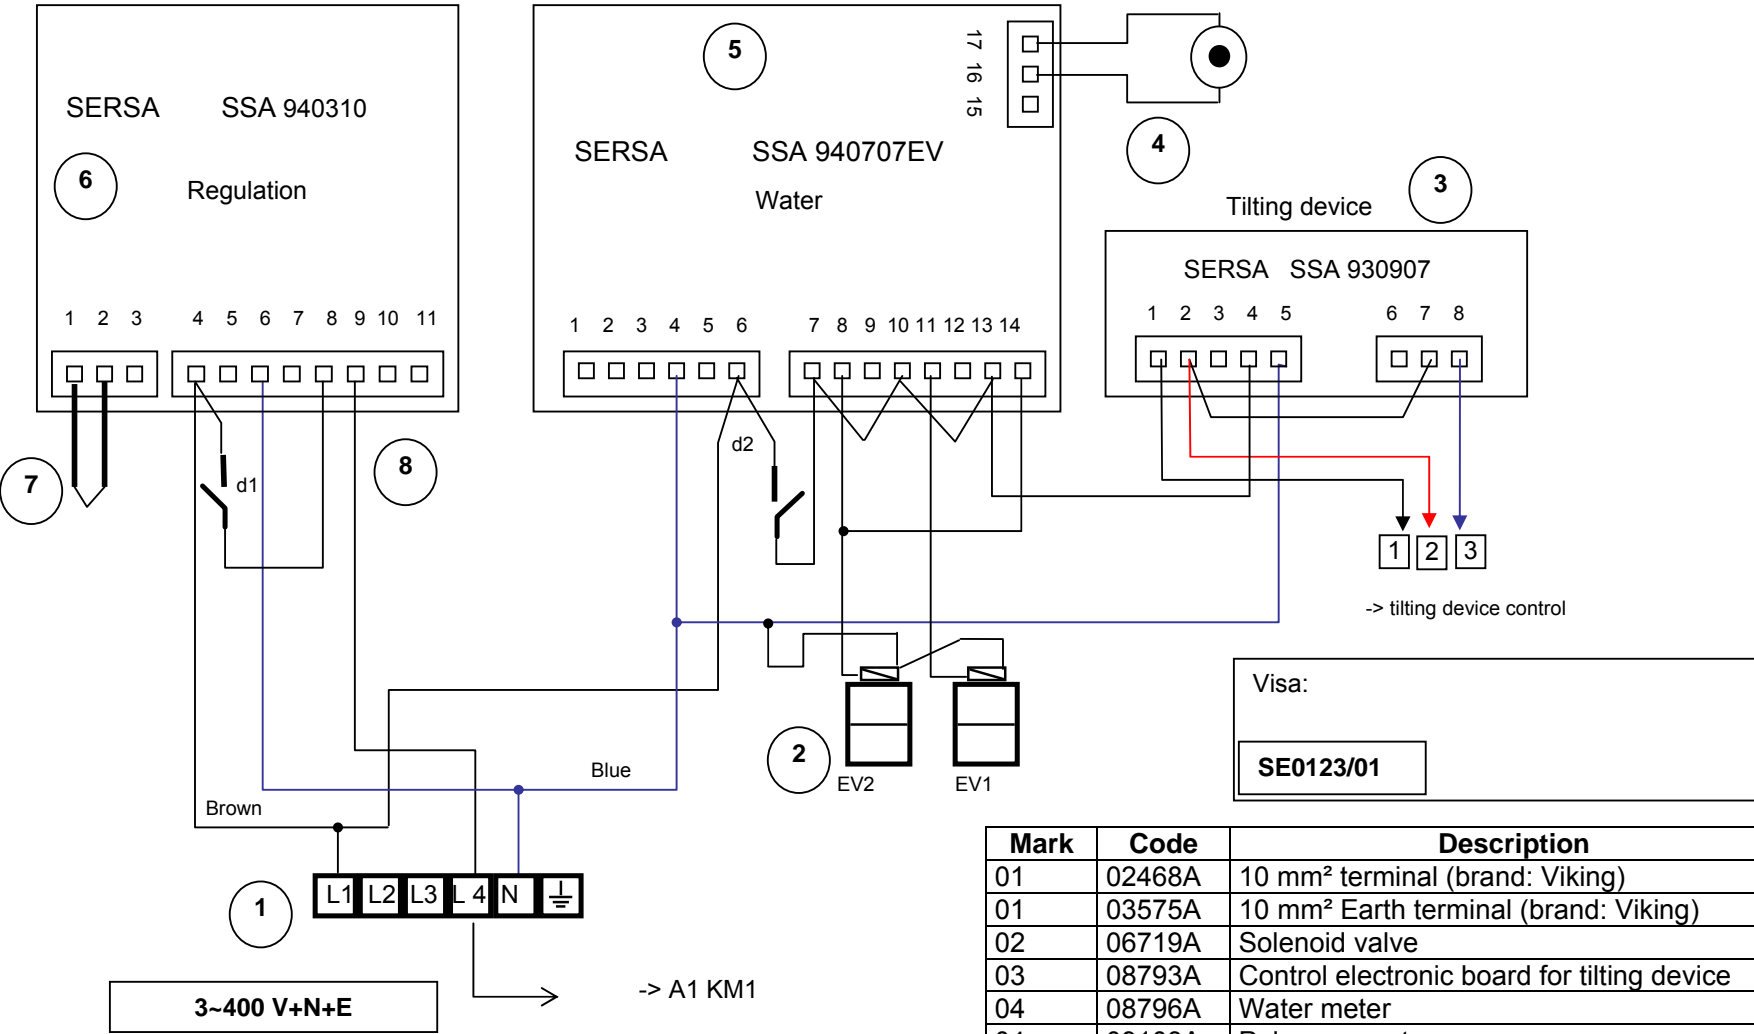 5
17 16 15
4
SERSA SSA 940310
6
Regulation
SERSA SSA 940707EV
Water
3
Tilting device
SERSA SSA 930907
1 2 3 4 5 6 7 8
1 2 3 4 5 6 7 8 9 10 11
1 2 3 4 5 6 7 8 9 10 11 12 13 14
7
d1
8
d2
1 2 3
-> tilting device control
2
EV2 EV1
Blue
Brown
Visa:
SE0123/01
1
L1 L2 L3 L 4 N
-> A1 KM1
3~400 V+N+E
Mark Code Description
01 02468A 10 mm² terminal (brand: Viking)
01 03575A 10 mm² Earth terminal (brand: Viking)
02 06719A Solenoid valve
03 08793A Control electronic board for tilting device
04 08796A Water meter